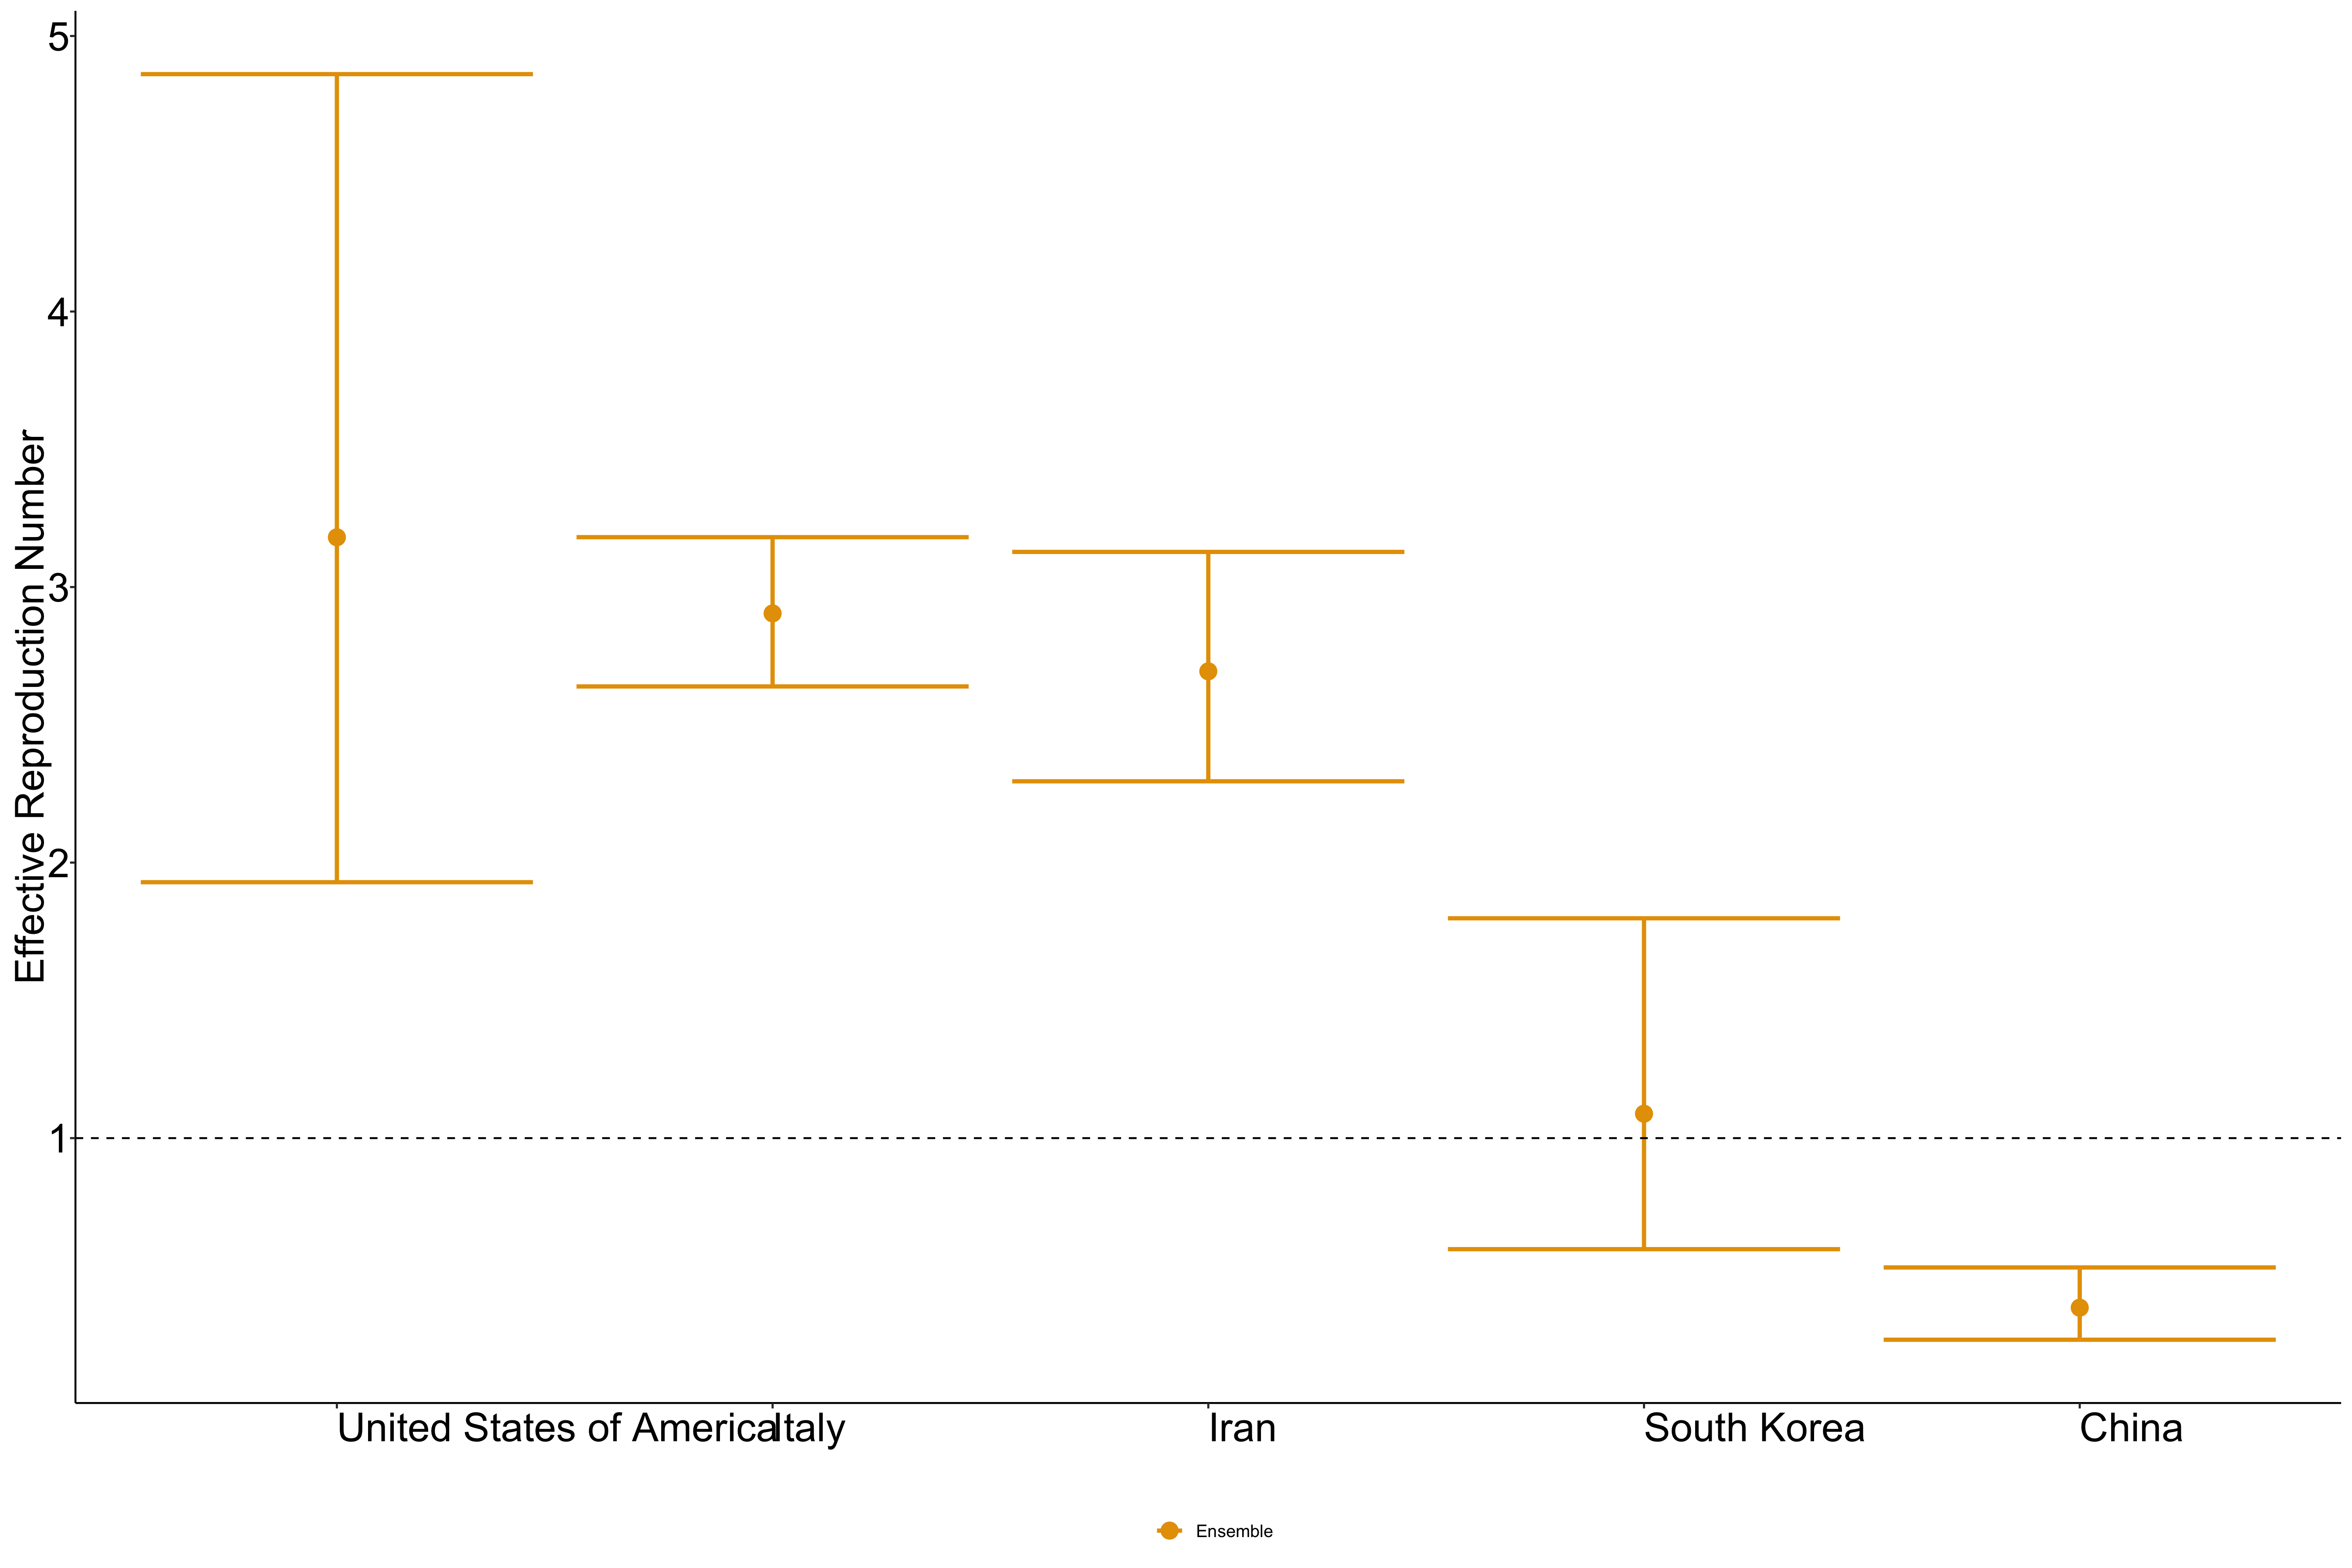 5
4
3
2
1
Effective Reproduction Number
United States of America
Italy
Iran
South Korea
China
Ensemble